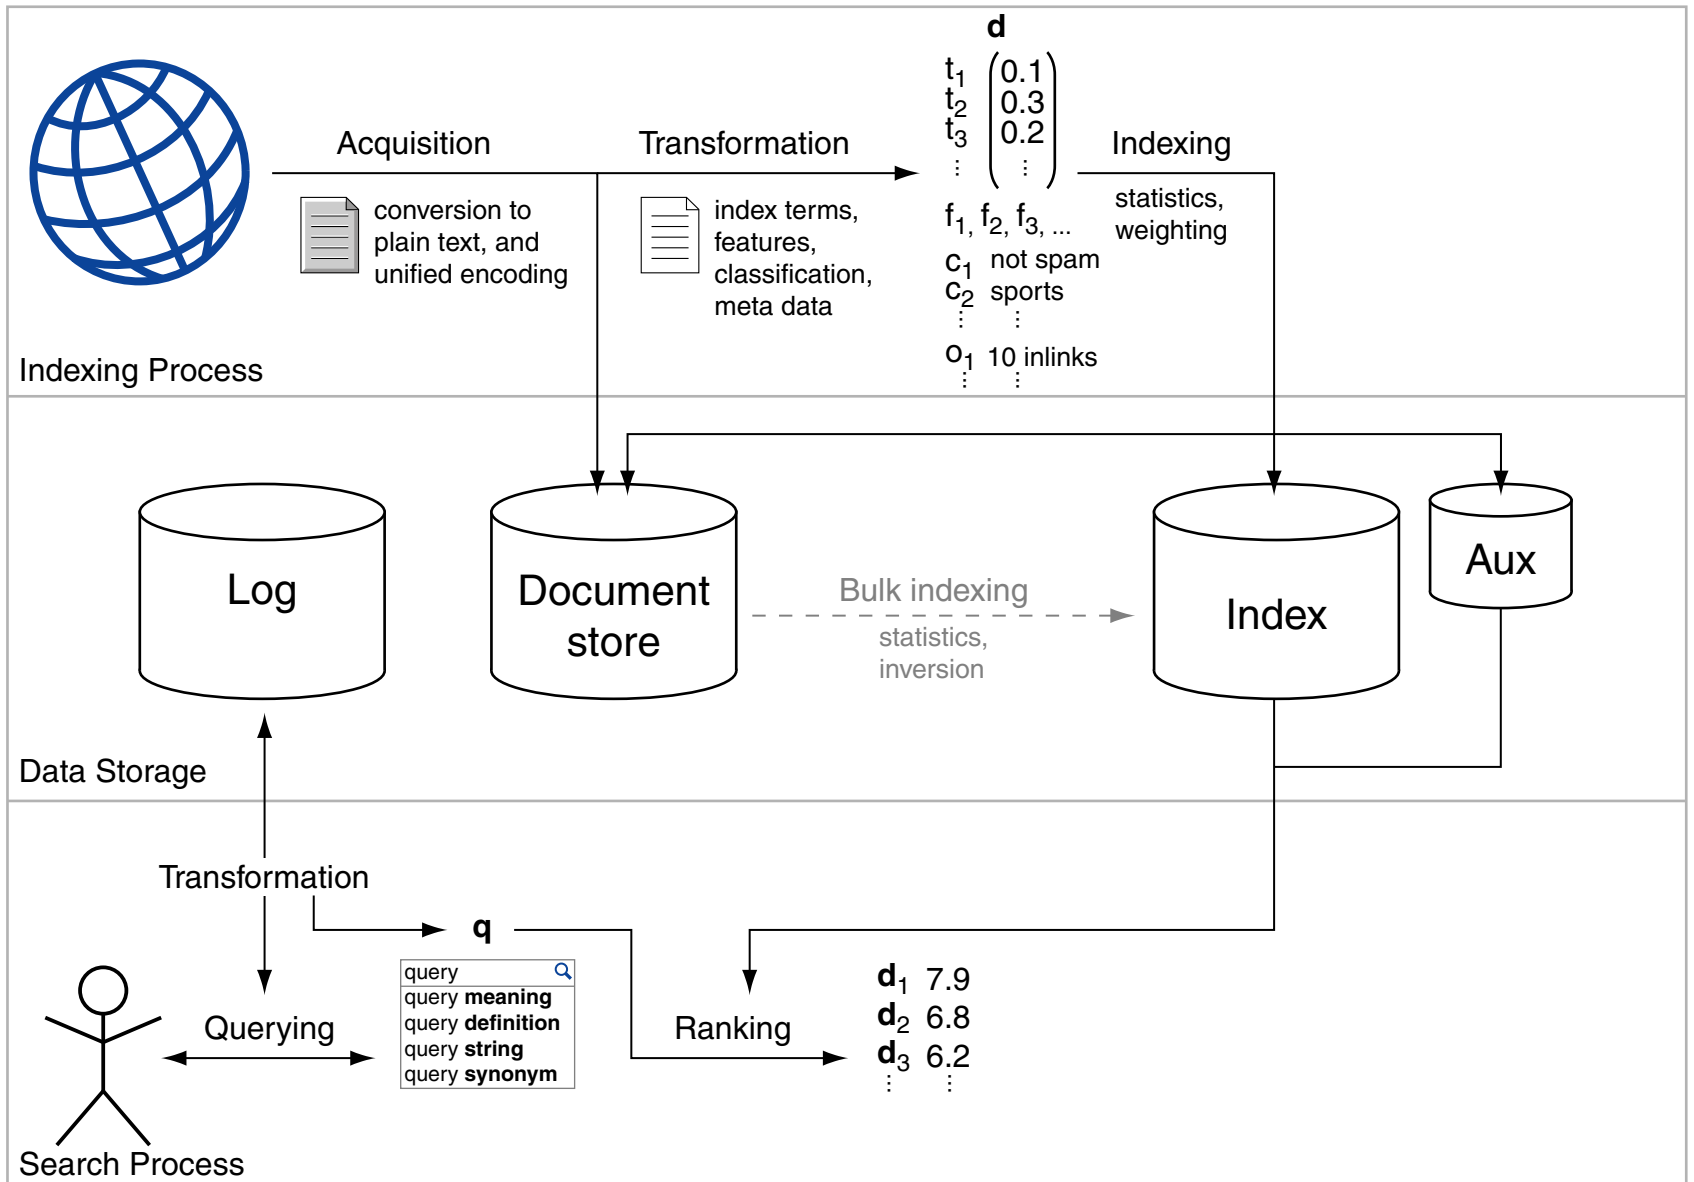 d
t1 0.1
t2 0.3
t3 0.2
⋮ ⋮
Acquisition
conversion to
plain text, and
unified encoding
Transformation
index terms,
features,
classification,
meta data
f1, f2, f3, ...
c1 not spam
c2 sports
⋮ ⋮
o1 10 inlinks
⋮ ⋮
Indexing
statistics,
weighting
Indexing Process
Log
Document
store
Bulk indexing
statistics,
inversion
Index
Aux
Data Storage
Transformation
q
Querying
query
query meaning
query definition
query string
query synonym
Ranking
d1 7.9
d2 6.8
d3 6.2
⋮ ⋮
Search Process